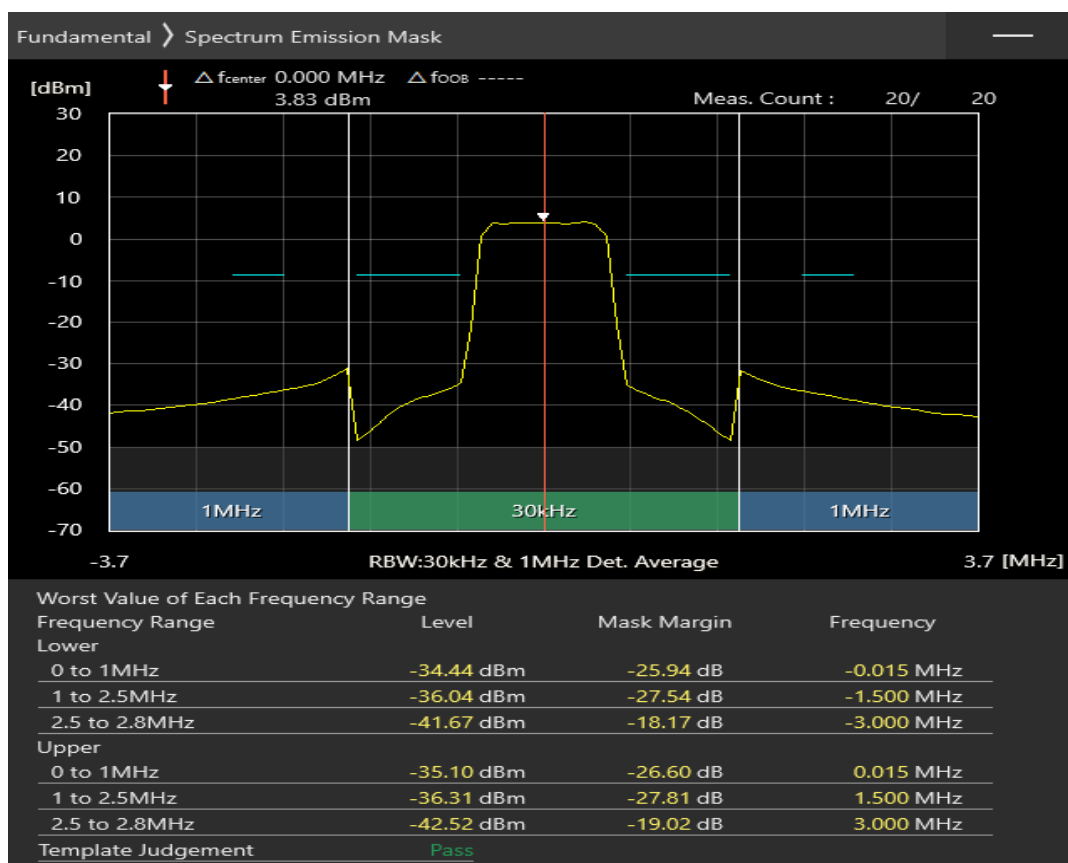 Fundamental 〉 Spectrum Emission Mask
△ fcenter 0.000 MHz △ fOOB -----
[dBm] 3.83 dBm Meas. Count : 20/ 20
30
20
10
0
-10
-20
-30
-40
-50
-60
1MHz 30kHz 1MHz
-70
-3.7 RBW:30kHz & 1MHz Det. Average 3.7 [MHz]
Worst Value of Each Frequency Range
Frequency Range Level Mask Margin Frequency
Lower
0 to 1MHz -34.44 dBm -25.94 dB -0.015 MHz
1 to 2.5MHz -36.04 dBm -27.54 dB -1.500 MHz
2.5 to 2.8MHz -41.67 dBm -18.17 dB -3.000 MHz
Upper
0 to 1MHz -35.10 dBm -26.60 dB 0.015 MHz
1 to 2.5MHz -36.31 dBm -27.81 dB 1.500 MHz
2.5 to 2.8MHz -42.52 dBm -19.02 dB 3.000 MHz
Template Judgement Pass